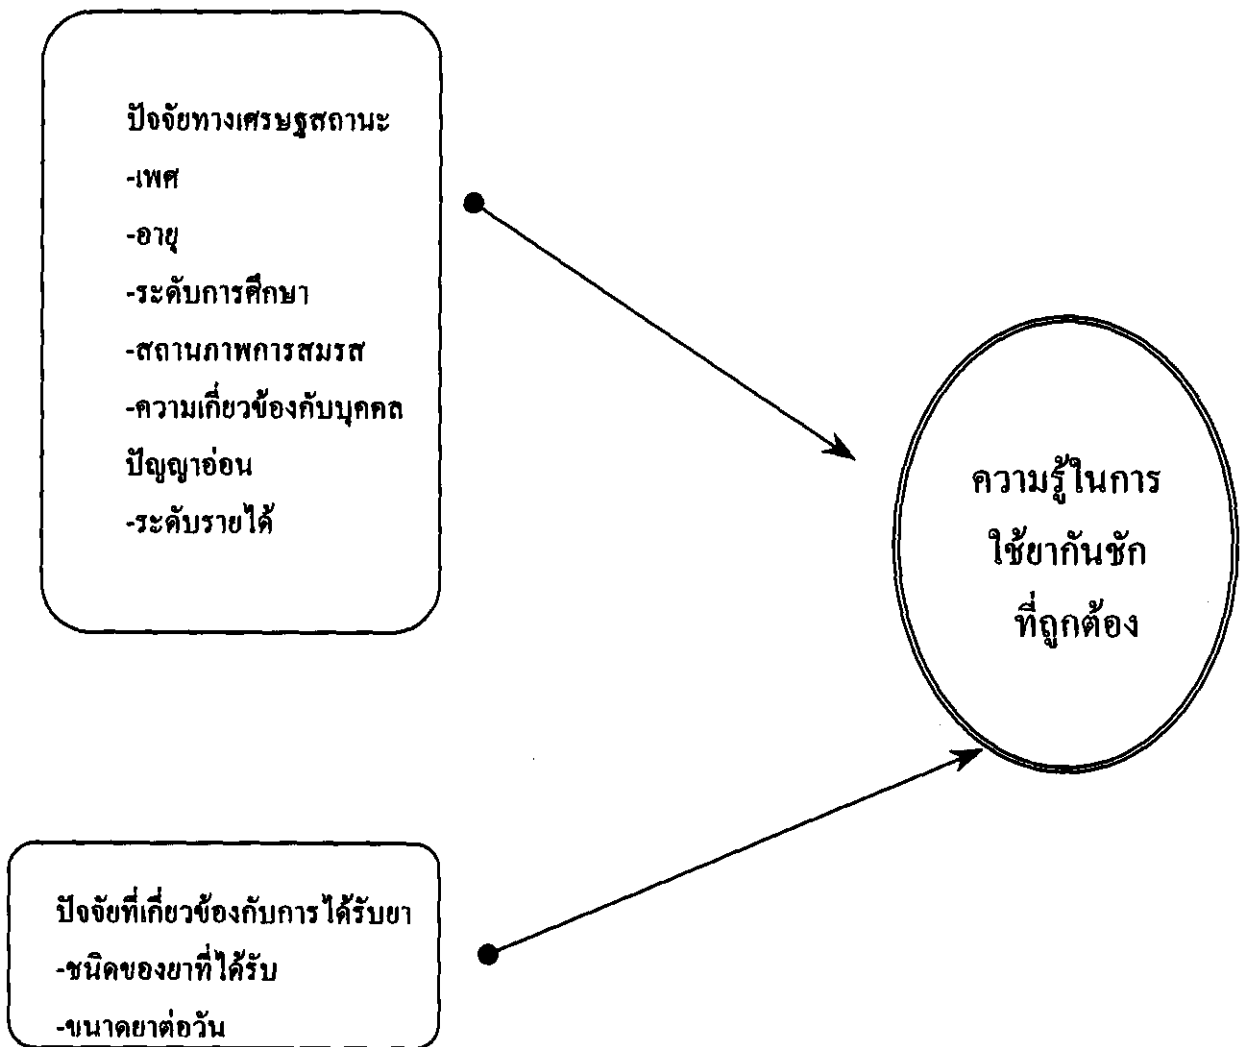 ปัจจัยทางเศรษฐสถานะ
-เพศ
-อายุ
-ระดับการศึกษา
-สถานภาพการสมรส
-ความเกี่ยวข้องกับบุคคล
ปัญญาอ่อน
-ระดับรายได้
ความรู้ในการ
ใช้ยากันชัก
ที่ถูกต้อง
ปัจจัยที่เกี่ยวข้องกับการได้รับยา
-ชนิดของยาที่ได้รับ
-ขนาดยาต่อวัน